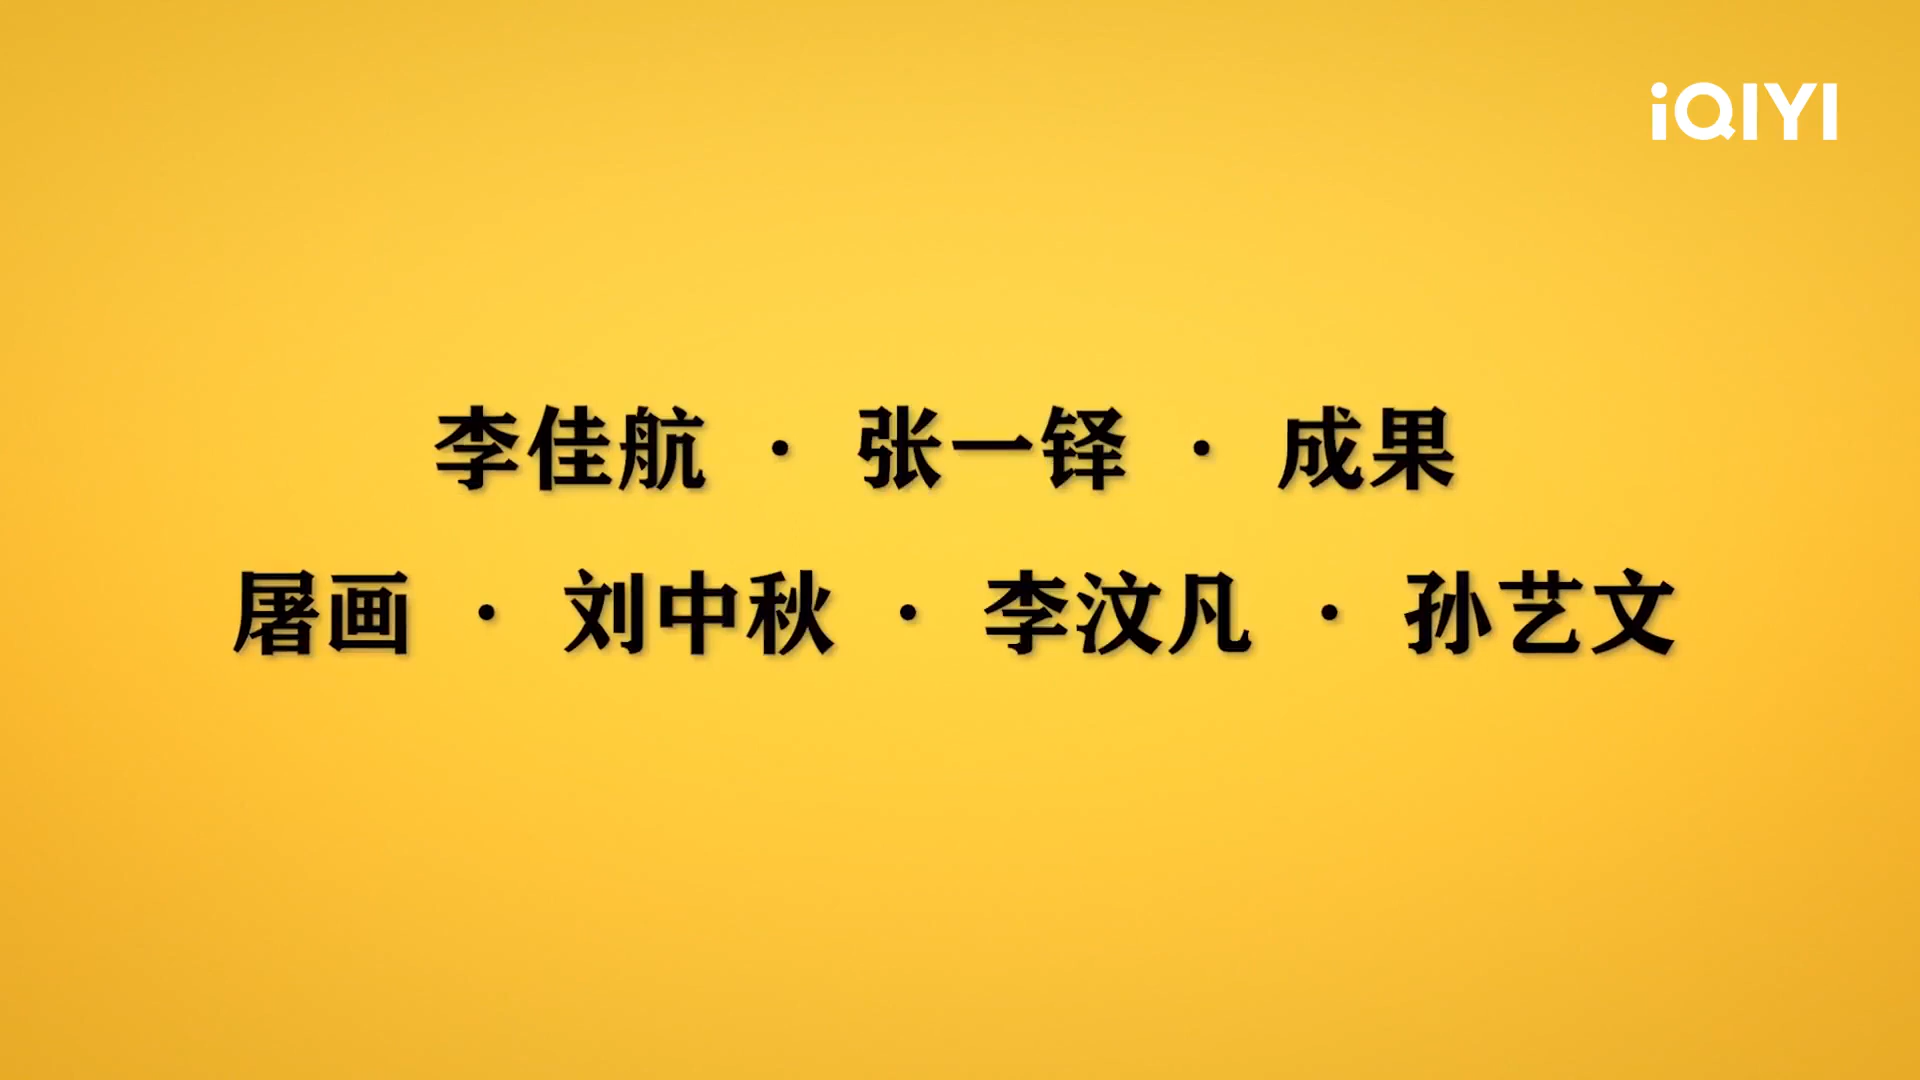 iQIYI
李佳航 · 张一铎 · 成果
屠画 · 刘中秋 · 李汶凡 · 孙艺文